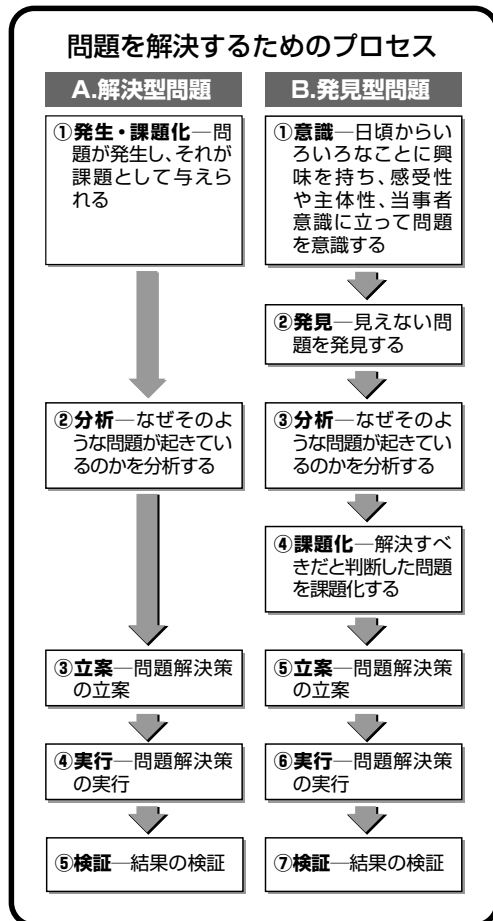 問題を解決するためのプロセス
A.解決型問題
①発生・課題化―問
題が発生し、それが
課題として与えら
れる
②分析―なぜそのよ
うな問題が起きてい
るのかを分析する
③立案―問題解決策
の立案
④実行―問題解決策
の実行
⑤検証―結果の検証
B.発見型問題
①意識―日頃からい
ろいろなことに興
味を持ち、感受性
や主体性、当事者
意識に立って問題
を意識する
②発見―見えない問
題を発見する
③分析―なぜそのよ
うな問題が起きてい
るのかを分析する
④課題化―解決すべ
きだと判断した問題
を課題化する
⑤立案―問題解決策
の立案
⑥実行―問題解決策
の実行
⑦検証―結果の検証